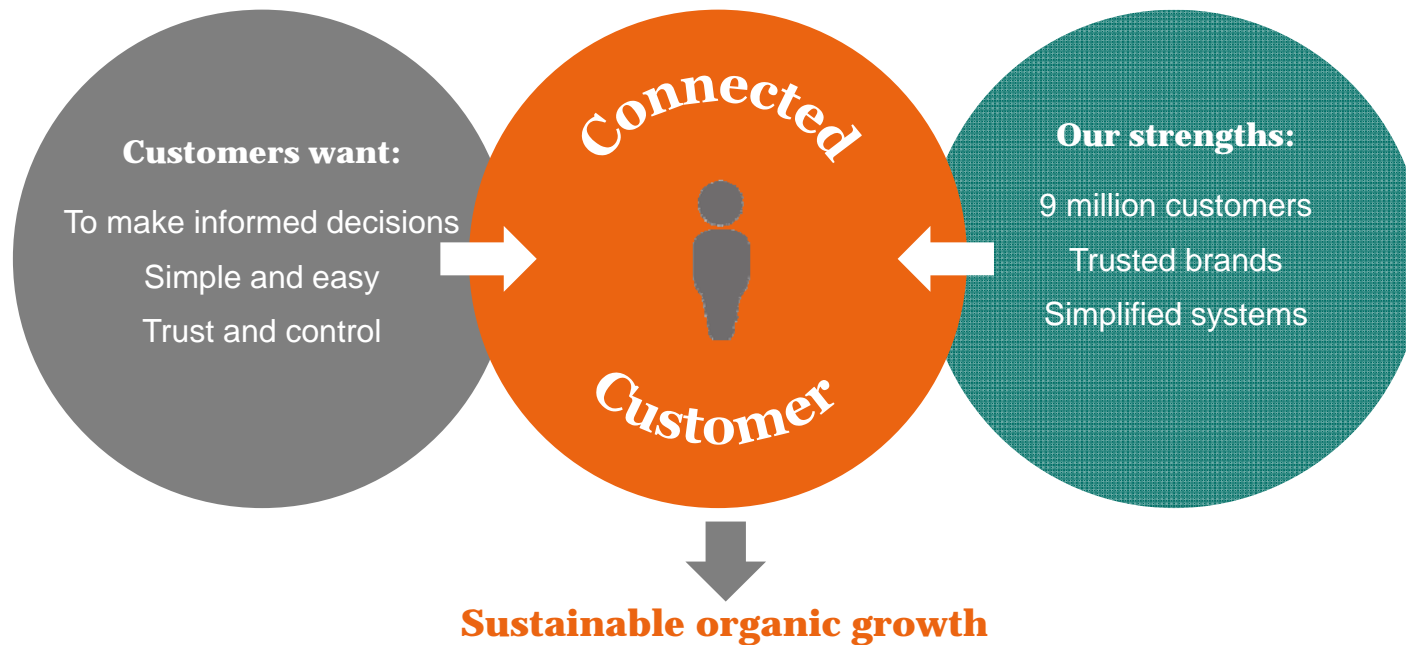 Customers want:
To make informed decisions
Simple and easy
Trust and control
Connected
Customer
Our strengths:
9 million customers
Trusted brands
Simplified systems
Sustainable organic growth